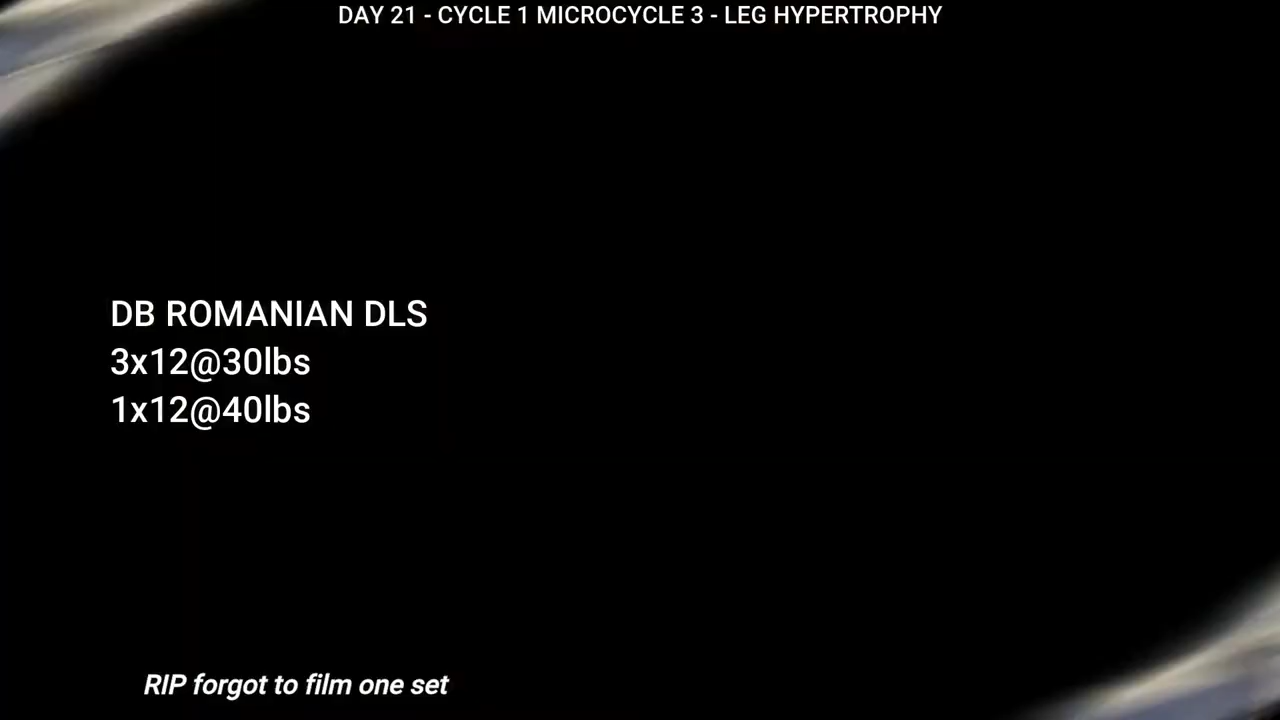 DAY 21 - CYCLE 1 MICROCYCLE 3 - LEG HYPERTROPHY
DB ROMANIAN DLS
3x12@30lbs
1x12@40lbs
RIP forgot to film one set